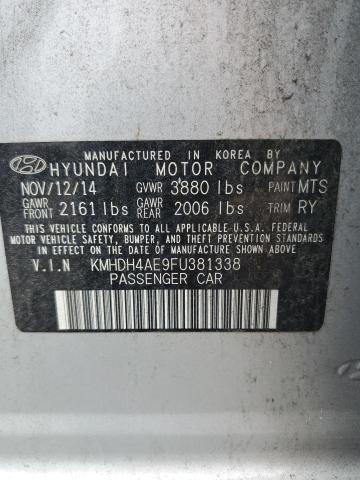 MANUFACTURED IN KOREA BY
HYUNDAI MOTOR COMPANY
NOV/12/14 GVWR 3880 lbs PAINT MTS
GAWR FRONT 2161 lbs GAWR REAR 2006 lbs TRIM RY
THIS VEHICLE CONFORMS TO ALL APPLICABLE U.S.A. FEDERAL
MOTOR VEHICLE SAFETY, BUMPER, AND THEFT PREVENTION
STANDARDS IN EFFECT ON THE DATE OF MANUFACTURE SHOWN ABOVE.
V.I.N KMHDH4AE9FU381338
PASSENGER CAR